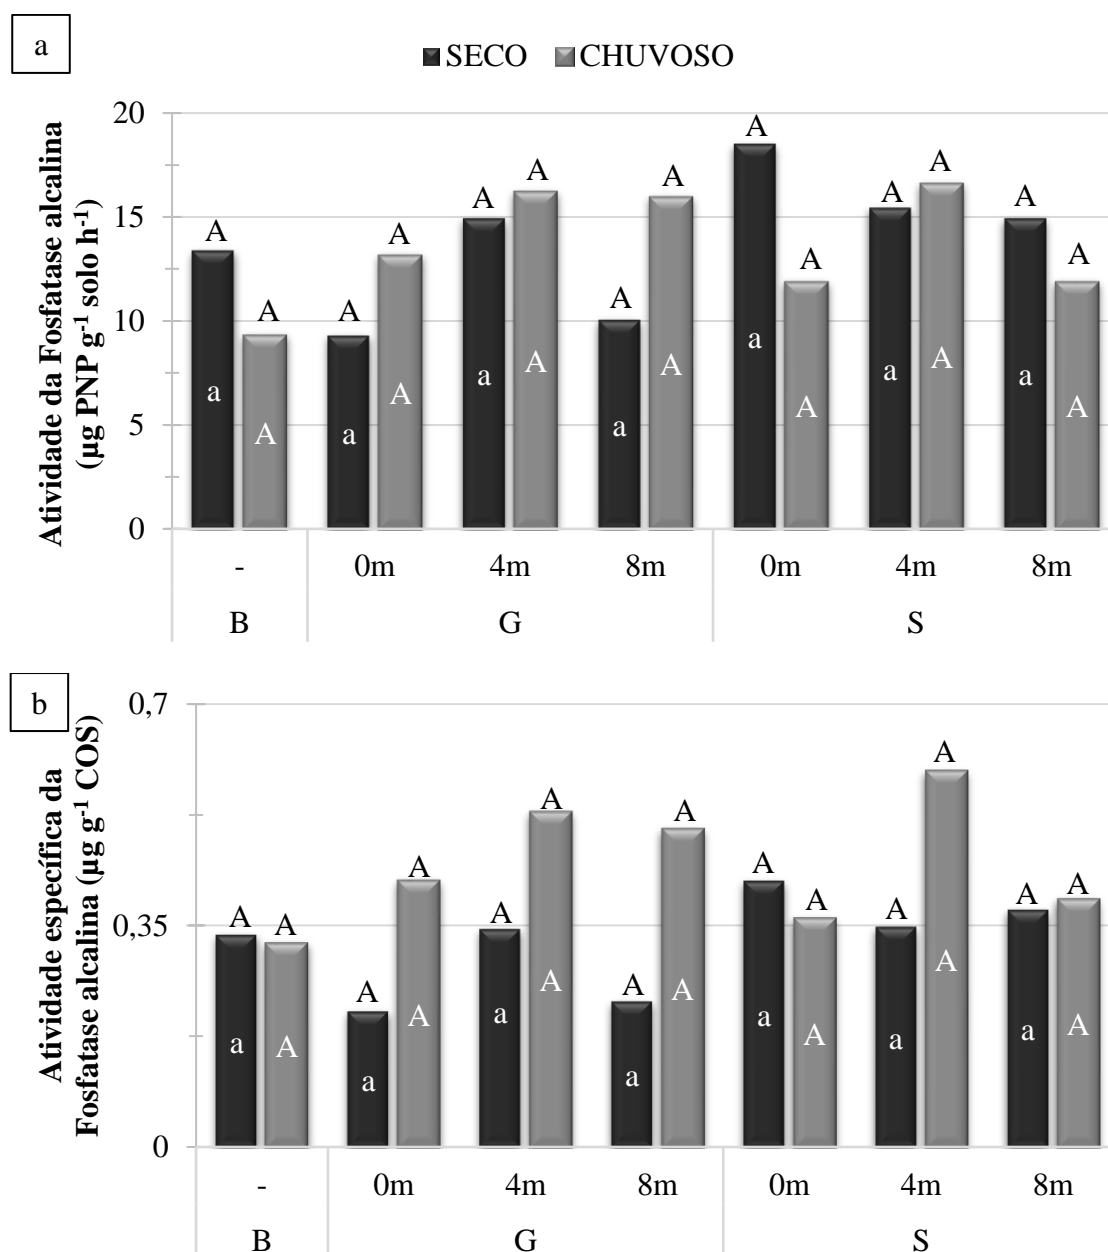 a
SECO CHUVOSO
Atividade da Fosfatase alcalina
(µg PNP g⁻¹ solo h⁻¹)
20
15
10
5
0
A A A A A A A A A A A A A A
a A a A a A a A a A a A a A
- 0m 4m 8m 0m 4m 8m
B G S
b
Atividade específica da
Fosfatase alcalina (µg g⁻¹ COS)
0,7
0,35
0
A A A A A A A A A A A A A A
a A a A a A a A a A a A a A
- 0m 4m 8m 0m 4m 8m
B G S